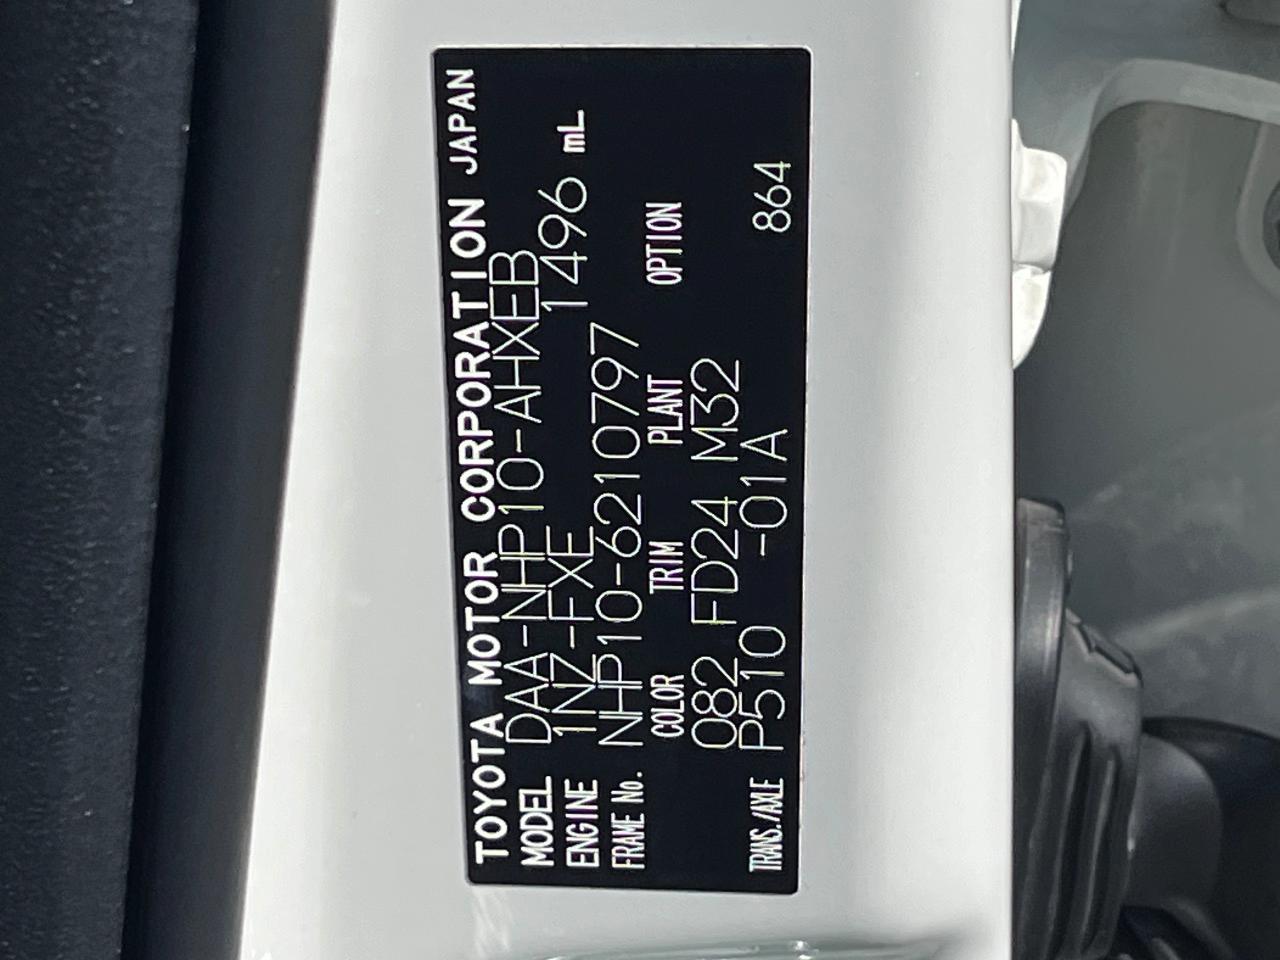 TOYOTA MOTOR CORPORATION JAPAN
MODEL DAA-NHP10-AHXEB
ENGINE 1NZ-FXE 1496 mL
FRAME No. NHP10-6210797
COLOR TRIM PLANT OPTION
082 FD24 M32
TRANS./AXLE P510 -01A 864